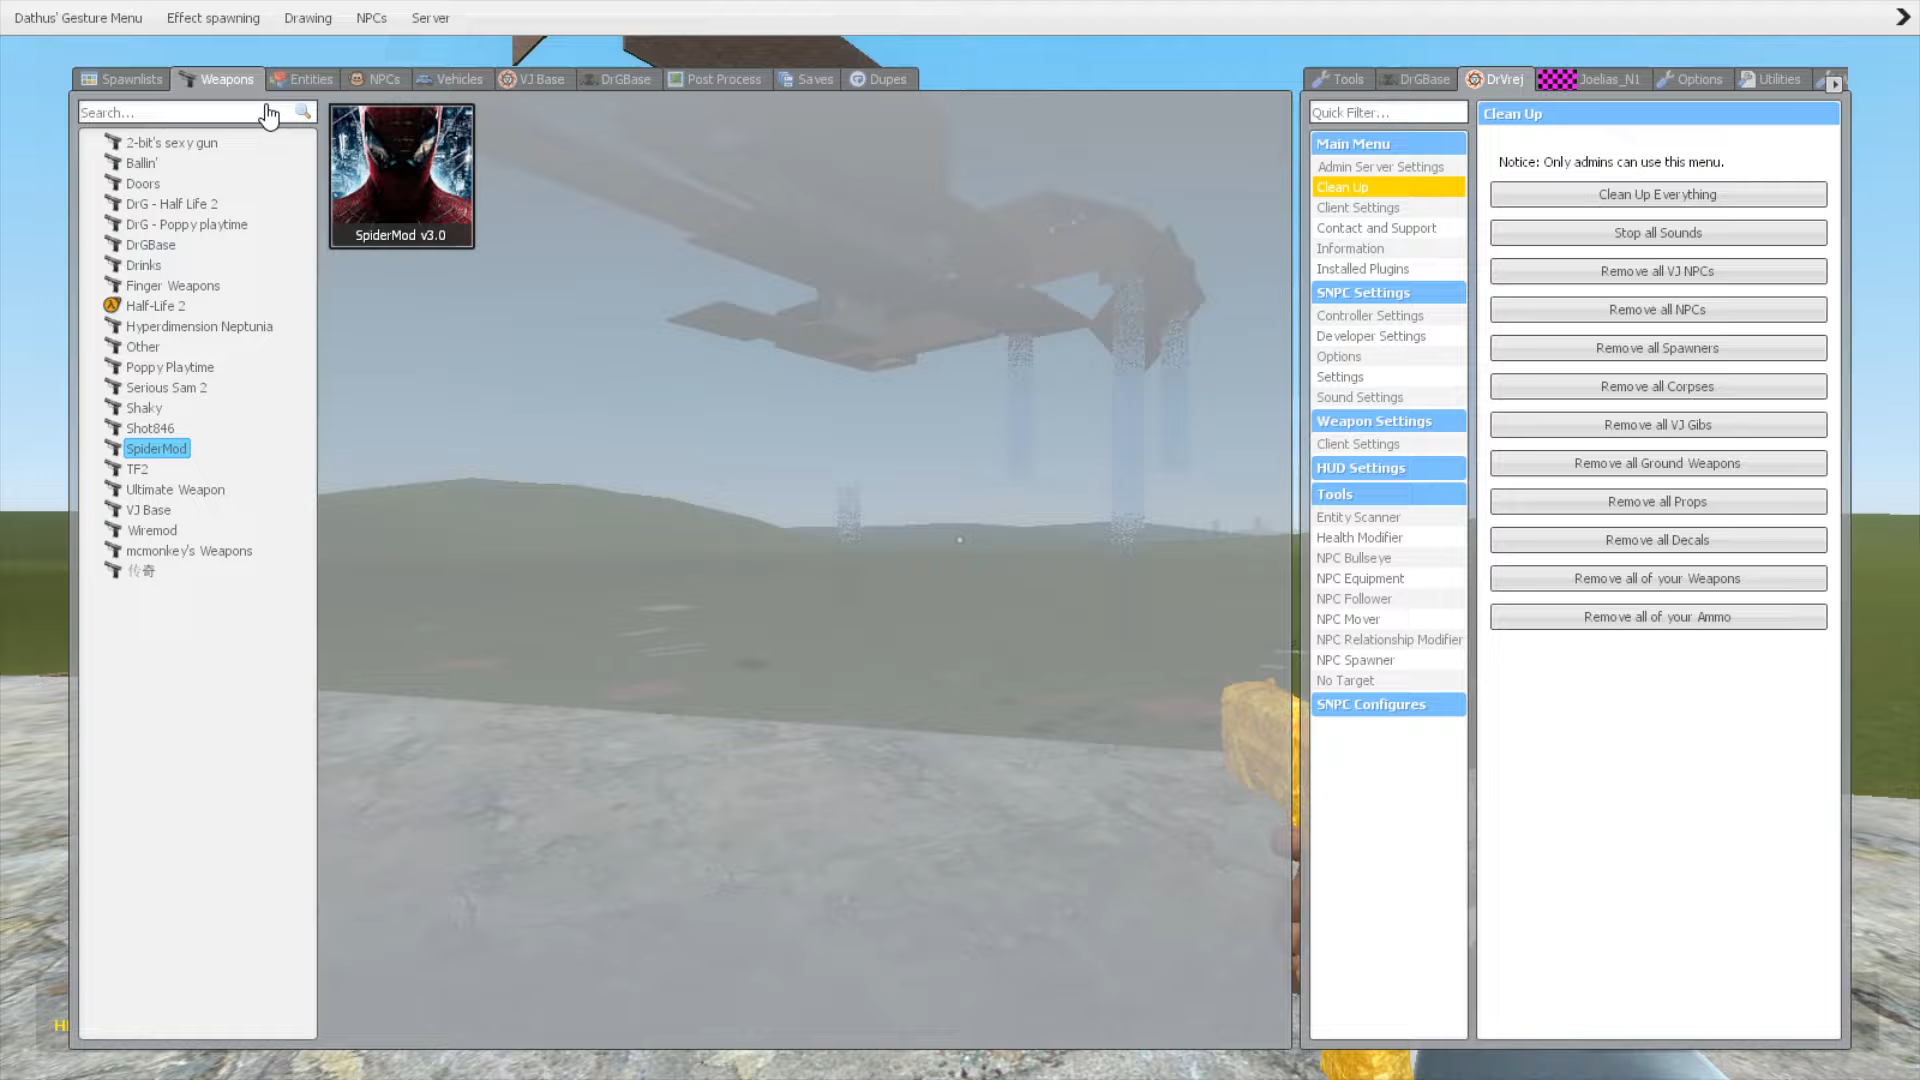 Dathus' Gesture Menu Effect spawning Drawing NPCs Server
Spawnlists Weapons Entities NPCs Vehicles VJ Base DrGBase Post Process Saves Dupes
Search...
2-bit's sexy gun
Ballin'
Doors
DrG - Half Life 2
DrG - Poppy playtime
DrGBase
Drinks
Finger Weapons
Half-Life 2
Hyperdimension Neptunia
Other
Poppy Playtime
Serious Sam 2
Shaky
Shot846
SpiderMod
TF2
Ultimate Weapon
VJ Base
Wiremod
mcmonkey's Weapons
传奇
SpiderMod v3.0
Tools DrGBase DrVrej Joelias_N1 Options Utilities
Quick Filter...
Main Menu
Admin Server Settings
Clean Up
Client Settings
Contact and Support
Information
Installed Plugins
SNPC Settings
Controller Settings
Developer Settings
Options
Settings
Sound Settings
Weapon Settings
Client Settings
HUD Settings
Tools
Entity Scanner
Health Modifier
NPC Bullseye
NPC Equipment
NPC Follower
NPC Mover
NPC Relationship Modifier
NPC Spawner
No Target
SNPC Configures
Clean Up
Notice: Only admins can use this menu.
Clean Up Everything
Stop all Sounds
Remove all VJ NPCs
Remove all NPCs
Remove all Spawners
Remove all Corpses
Remove all VJ Gibs
Remove all Ground Weapons
Remove all Props
Remove all Decals
Remove all of your Weapons
Remove all of your Ammo